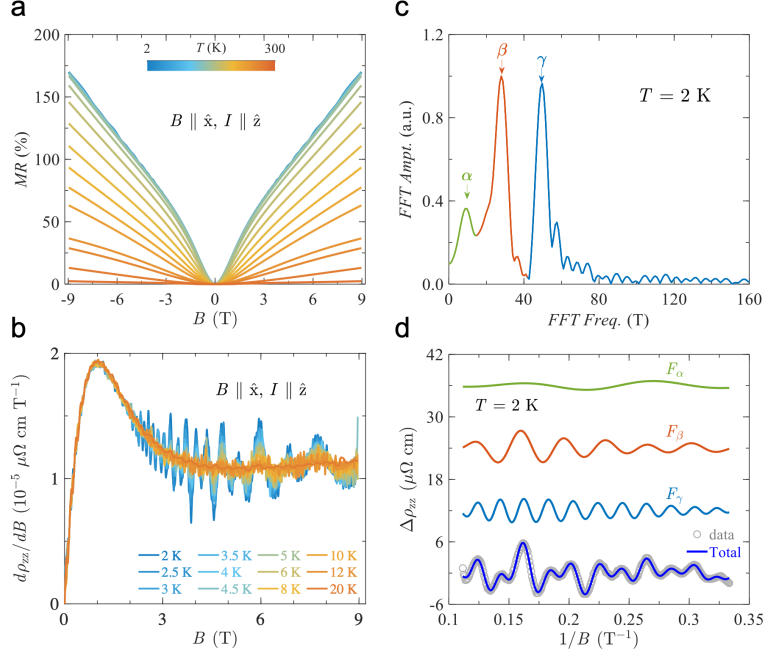 a
T (K)
2 300
B ∥ x̂, I ∥ ẑ
MR (%)
200
150
100
50
0
-9 -6 -3 0 3 6 9
B (T)
c
T = 2 K
α
β
γ
FFT Ampt. (a.u.)
1.2
0.8
0.4
0.0
0 40 80 120 160
FFT Freq. (T)
b
B ∥ x̂, I ∥ ẑ
dρzz/dB (10⁻⁵ μΩ cm T⁻¹)
2
1
0
2 K 3.5 K 5 K 10 K
2.5 K 4 K 6 K 12 K
3 K 4.5 K 8 K 20 K
0 3 6 9
B (T)
d
T = 2 K
Fα
Fβ
Fγ
data
Total
Δρzz (μΩ cm)
42
30
18
6
-6
0.1 0.15 0.2 0.25 0.3 0.35
1/B (T⁻¹)